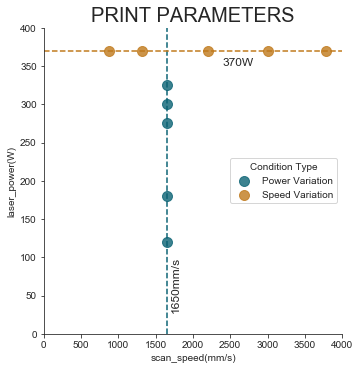 PRINT PARAMETERS
400
350
300
250
200
150
100
50
0
laser_power(W)
370W
Condition Type
Power Variation
Speed Variation
1650mm/s
0 500 1000 1500 2000 2500 3000 3500 4000
scan_speed(mm/s)